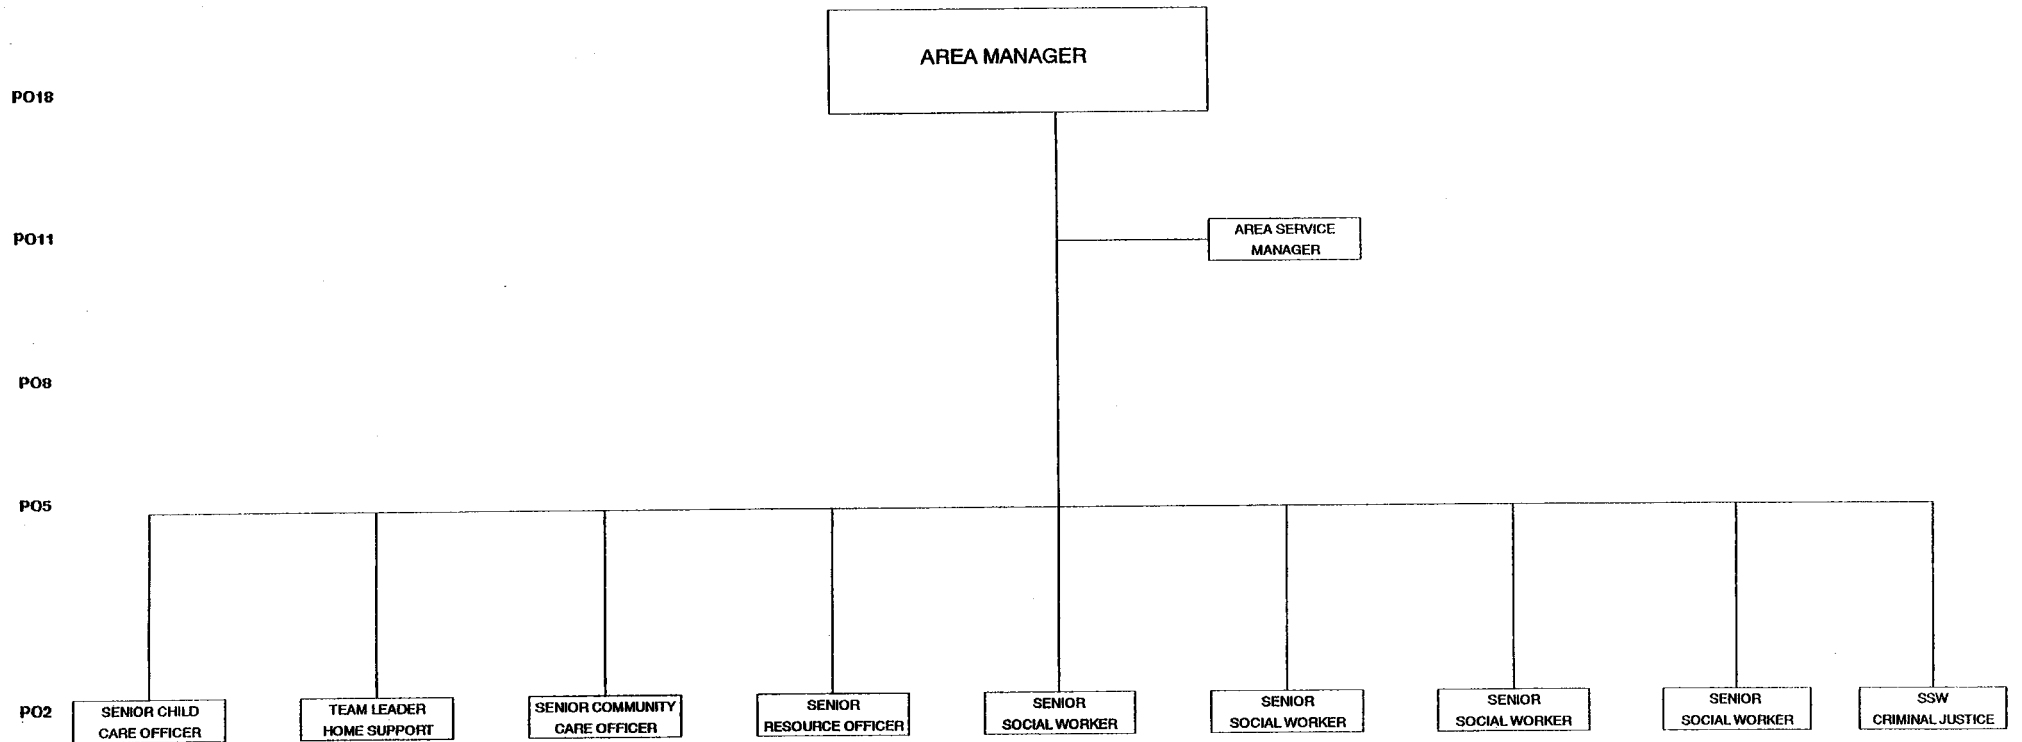 AREA MANAGER
PO18
PO11
AREA SERVICE
MANAGER
PO8
PO5
PO2
SENIOR CHILD
CARE OFFICER
TEAM LEADER
HOME SUPPORT
SENIOR COMMUNITY
CARE OFFICER
SENIOR
RESOURCE OFFICER
SENIOR
SOCIAL WORKER
SENIOR
SOCIAL WORKER
SENIOR
SOCIAL WORKER
SENIOR
SOCIAL WORKER
SSW
CRIMINAL JUSTICE